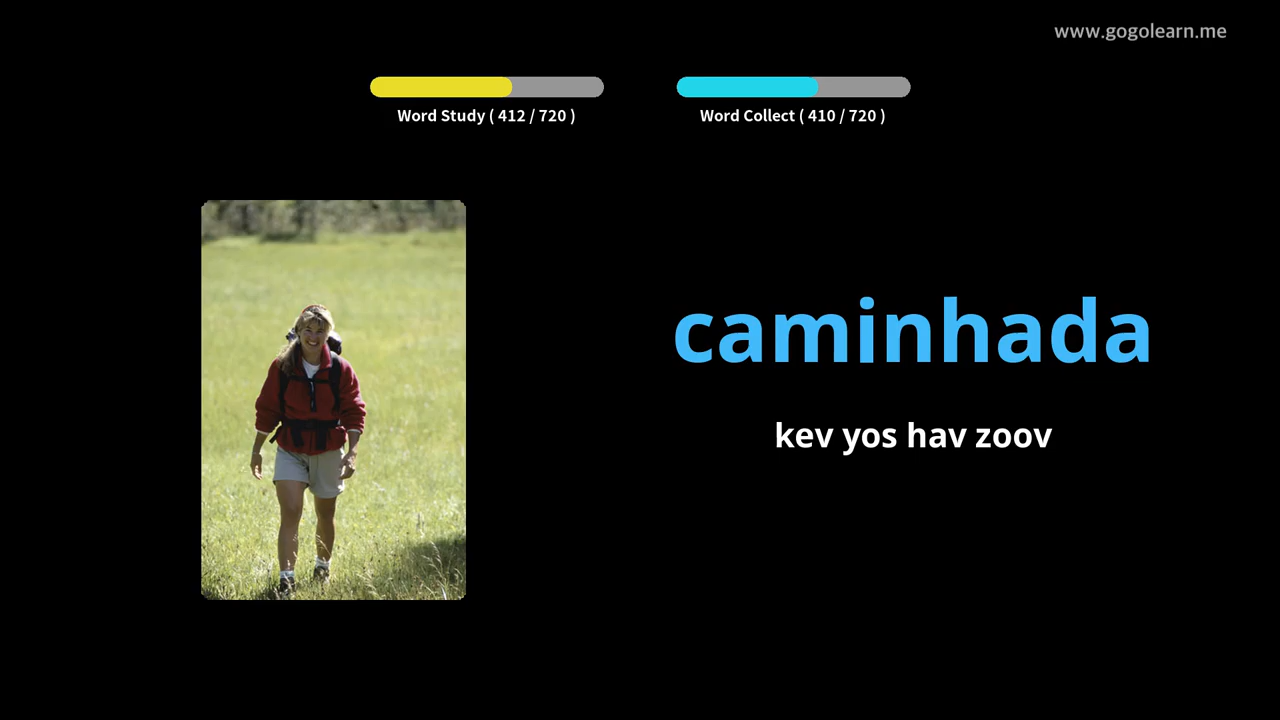 www.gogolearn.me
Word Study ( 412 / 720 )
Word Collect ( 410 / 720 )
caminhada
kev yos hav zoov